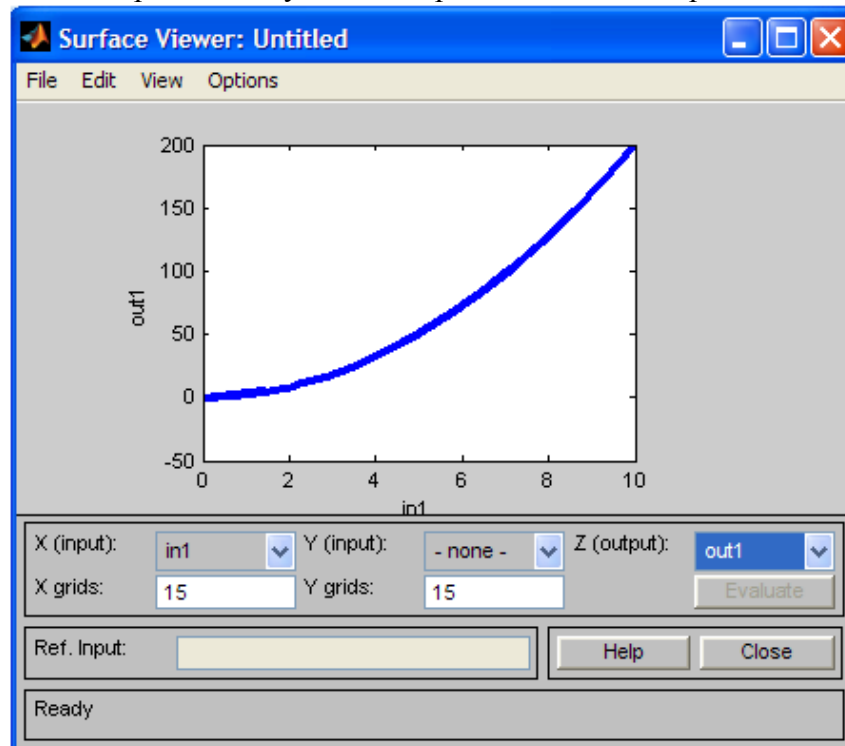 Surface Viewer: Untitled
File Edit View Options
200
150
100
50
0
-50
out1
0 2 4 6 8 10
in1
X (input): in1 Y (input): - none - Z (output): out1
X grids: 15 Y grids: 15 Evaluate
Ref. Input: Help Close
Ready